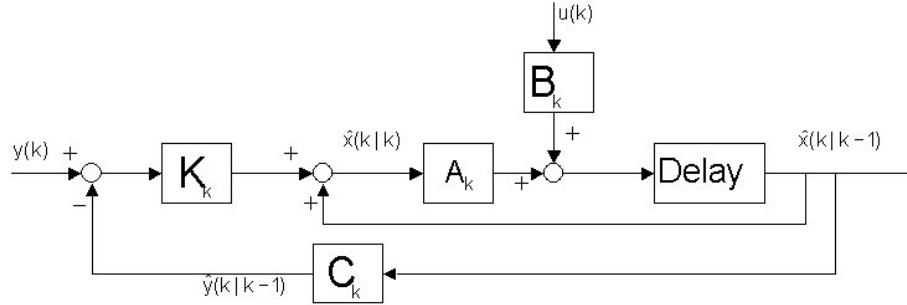 u(k)
B_k
+
y(k)
+
K_k
+
x̂(k|k)
A_k
+
Delay
x̂(k|k−1)
−
+
ŷ(k|k−1)
C_k